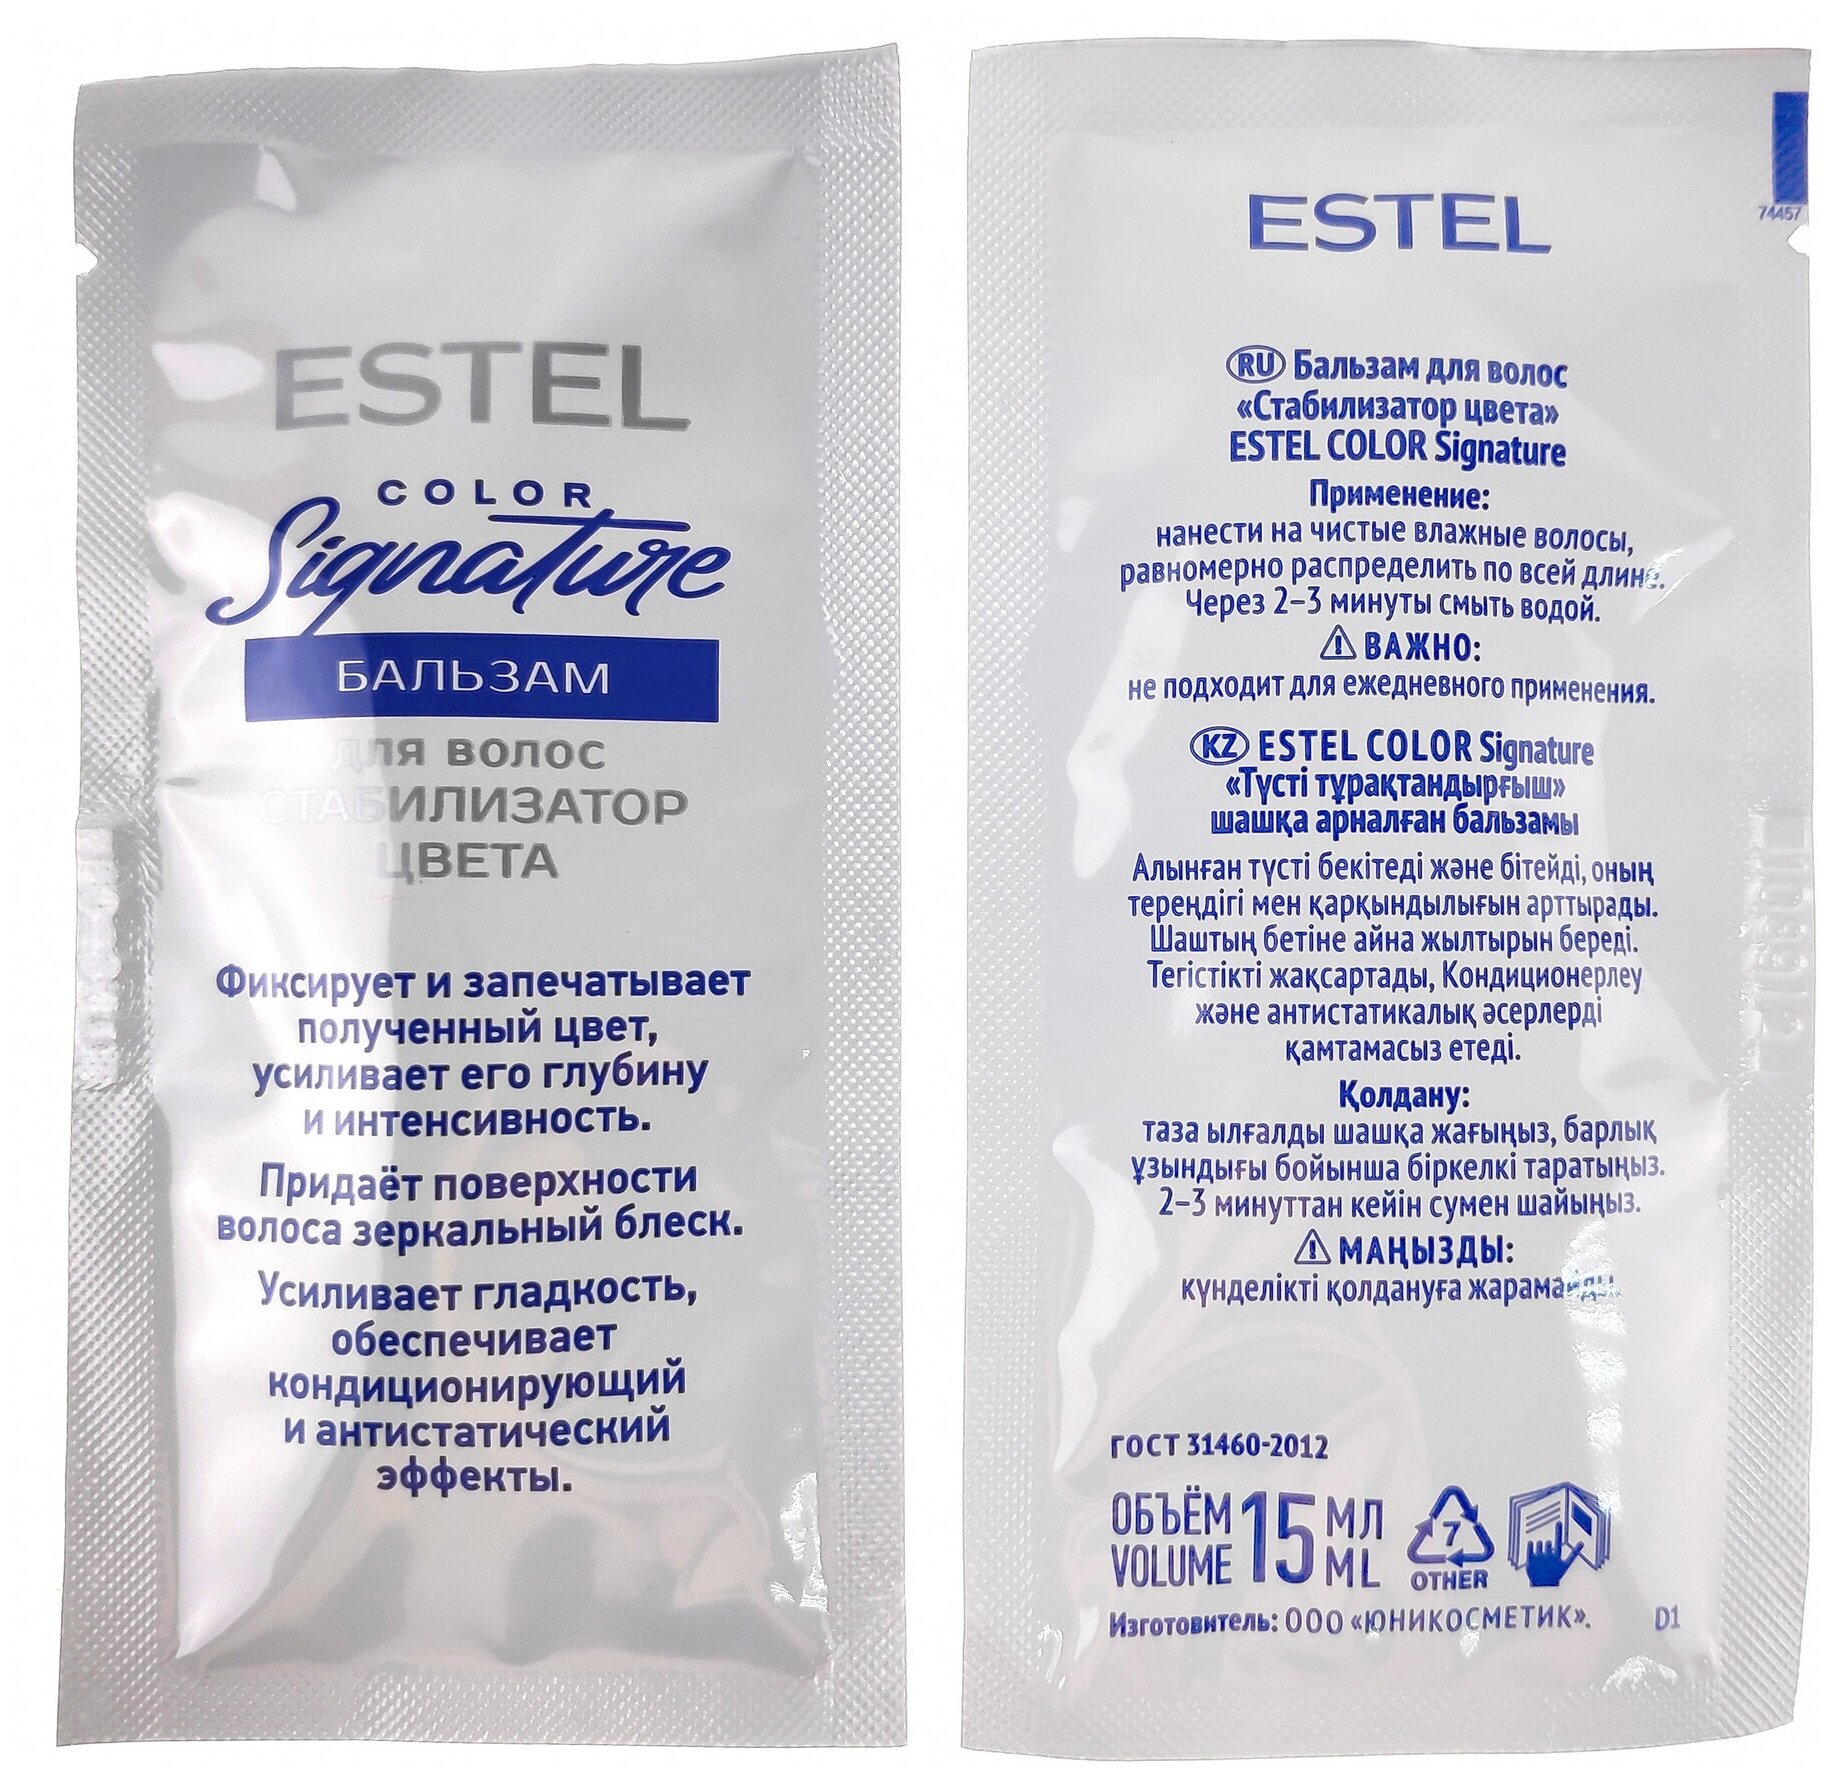 ESTEL
COLOR
Signature
БАЛЬЗАМ
ДЛЯ ВОЛОС
СТАБИЛИЗАТОР
ЦВЕТА
Фиксирует и запечатывает
полученный цвет,
усиливает его глубину
и интенсивность.
Придаёт поверхности
волоса зеркальный блеск.
Усиливает гладкость,
обеспечивает
кондиционирующий
и антистатический
эффекты.
74457
ESTEL
RU Бальзам для волос
«Стабилизатор цвета»
ESTEL COLOR Signature
Применение:
нанести на чистые влажные волосы,
равномерно распределить по всей длине.
Через 2–3 минуты смыть водой.
ВАЖНО:
не подходит для ежедневного применения.
KZ ESTEL COLOR Signature
«Түсті тұрақтандырғыш»
шашқа арналған бальзамы
Алынған түсті бекітеді және бітейді, оның
тереңдігі мен қарқындылығын арттырады.
Шаштың бетіне айна жылтырын береді.
Тегістікті жақсартады, Кондиционерлеу
және антистатикалық әсерлерді
қамтамасыз етеді.
Қолдану:
таза ылғалды шашқа жағыңыз, барлық
ұзындығы бойынша біркелкі таратыңыз.
2–3 минуттан кейін сумен шайыңыз.
МАҢЫЗДЫ:
күнделікті қолдануға жарамайды.
ГОСТ 31460-2012
ОБЪЁМ 15 МЛ
VOLUME ML
7
OTHER
Изготовитель: ООО «ЮНИКОСМЕТИК». D1